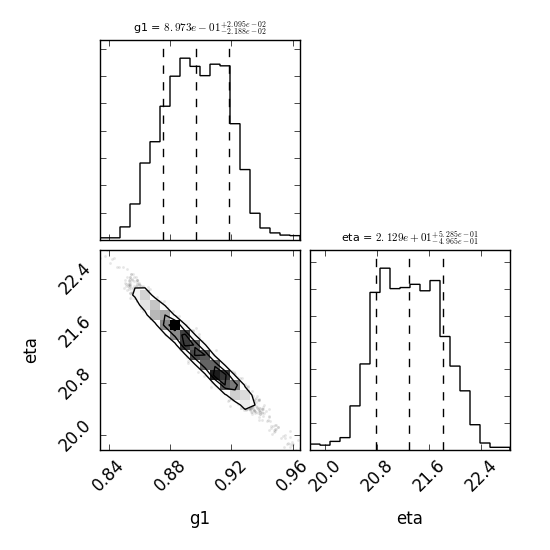 g1 = 8.973e − 01 +2.095e−02 −2.188e−02
eta = 2.129e + 01 +5.285e−01 −4.965e−01
22.4
21.6
20.8
20.0
eta
0.84 0.88 0.92 0.96 20.0 20.8 21.6 22.4
g1 eta